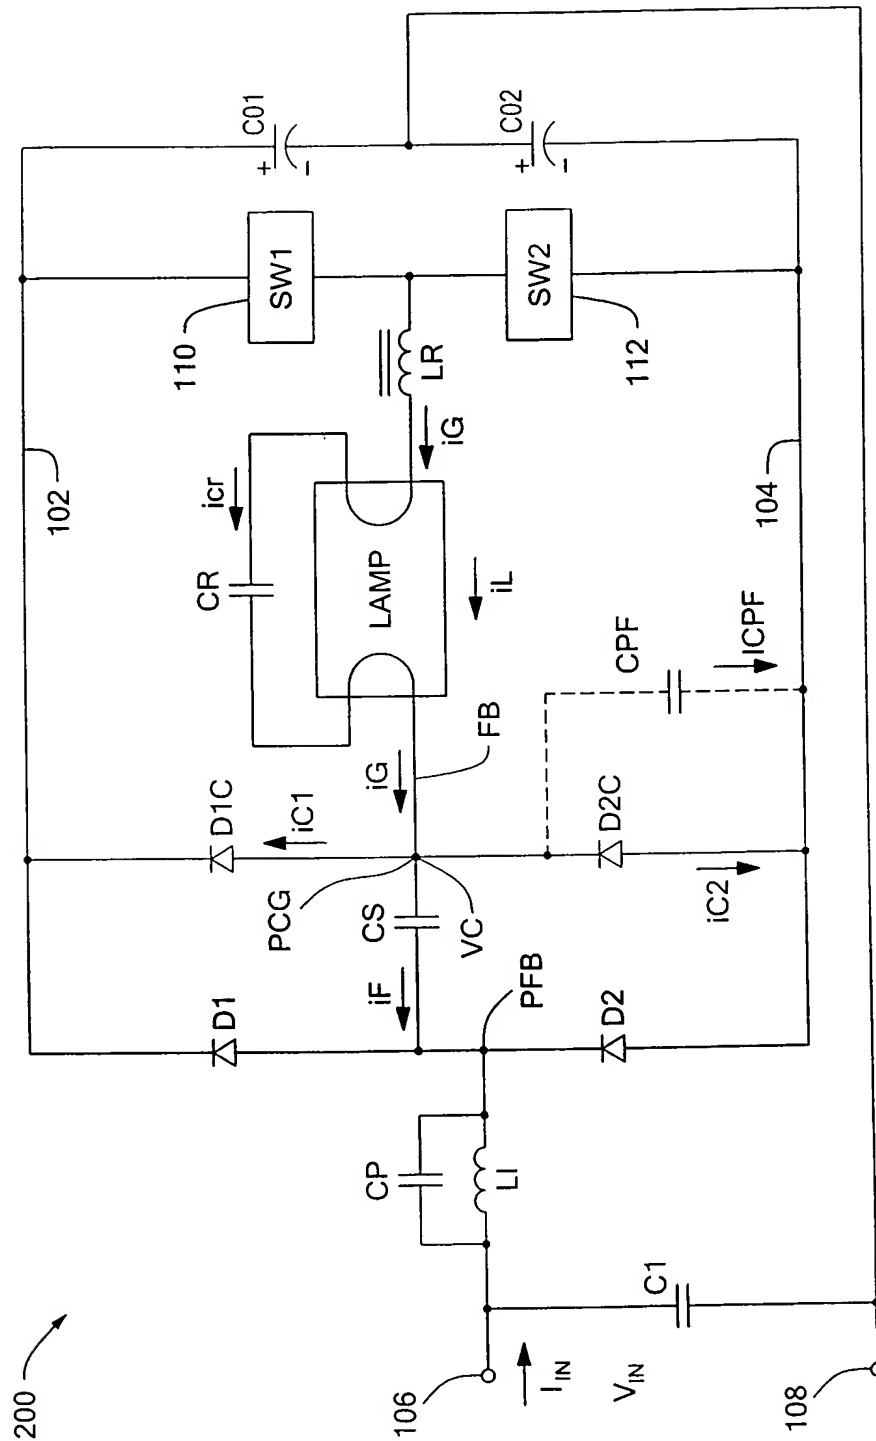 200
102
110
SW1
C01
+
-
C02
+
-
SW2
112
LR
iG
icr
CR
LAMP
iL
104
CPF
ICPF
FB
iG
D1C
iC1
PCG
CS
VC
D2C
iC2
iF
D1
PFB
D2
CP
LI
C1
106
IIN
VIN
108